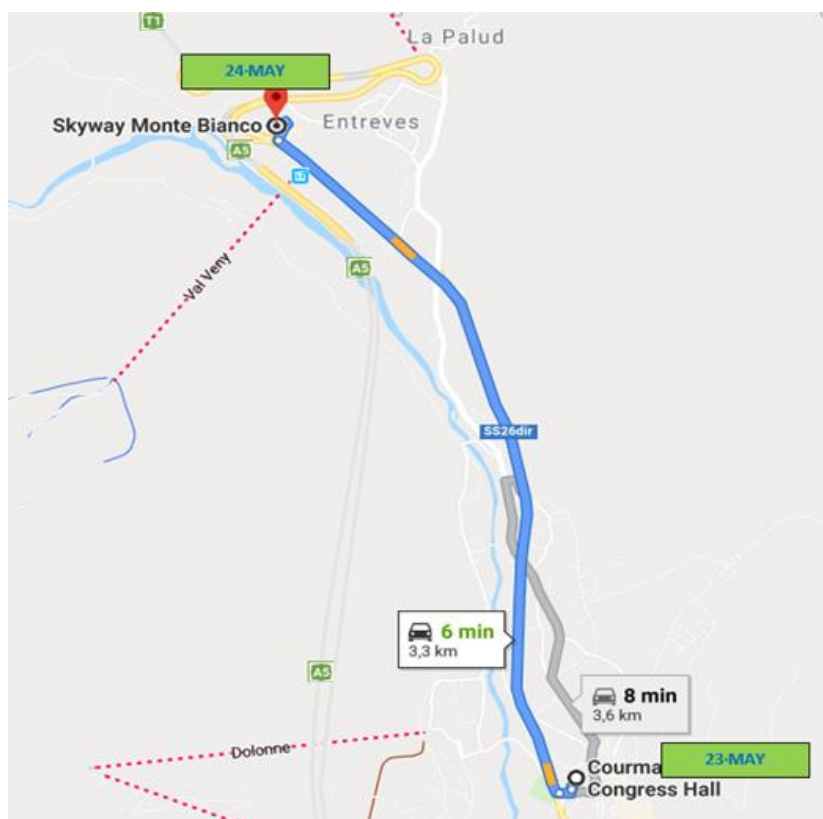 T1
La Palud
24-MAY
Skyway Monte Bianco
Entreves
A5
A5
Val Veny
SS26dir
6 min
3,3 km
8 min
3,6 km
A5
Dolonne
23-MAY
Courma
Congress Hall